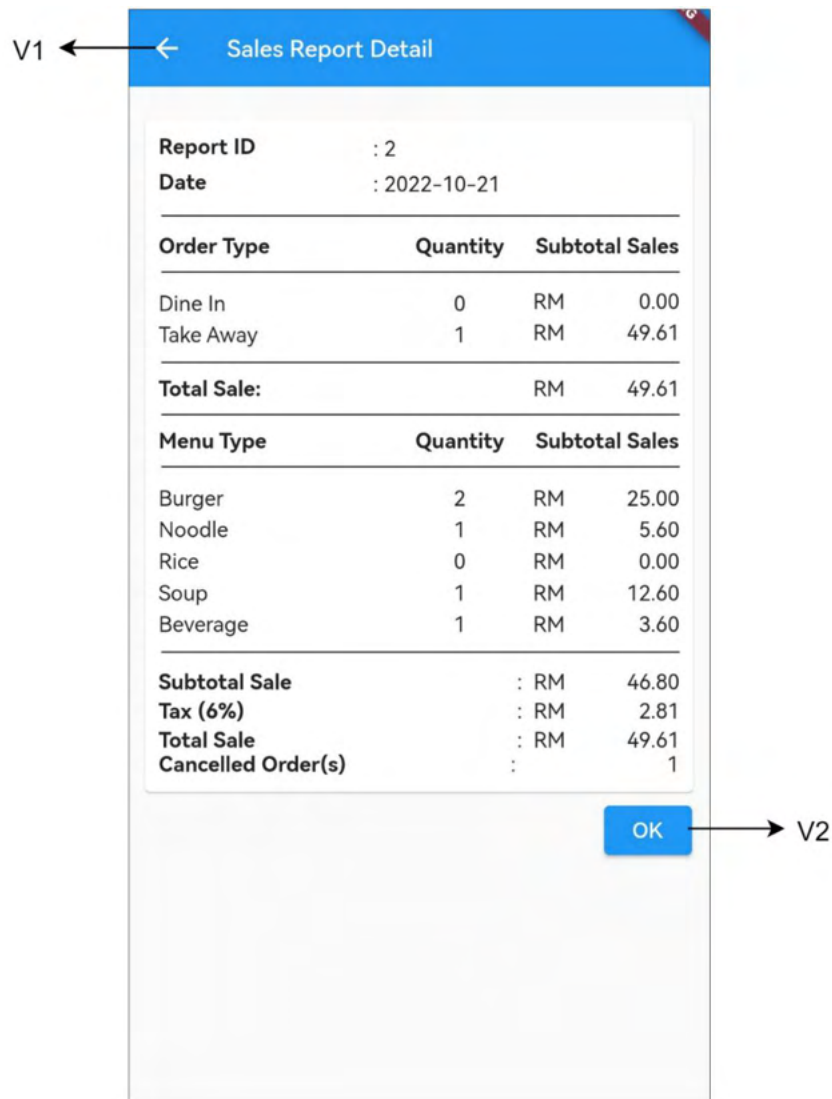 V1
Sales Report Detail
Report ID : 2
Date : 2022-10-21
Order Type Quantity Subtotal Sales
Dine In 0 RM 0.00
Take Away 1 RM 49.61
Total Sale: RM 49.61
Menu Type Quantity Subtotal Sales
Burger 2 RM 25.00
Noodle 1 RM 5.60
Rice 0 RM 0.00
Soup 1 RM 12.60
Beverage 1 RM 3.60
Subtotal Sale : RM 46.80
Tax (6%) : RM 2.81
Total Sale : RM 49.61
Cancelled Order(s) : 1
OK
V2